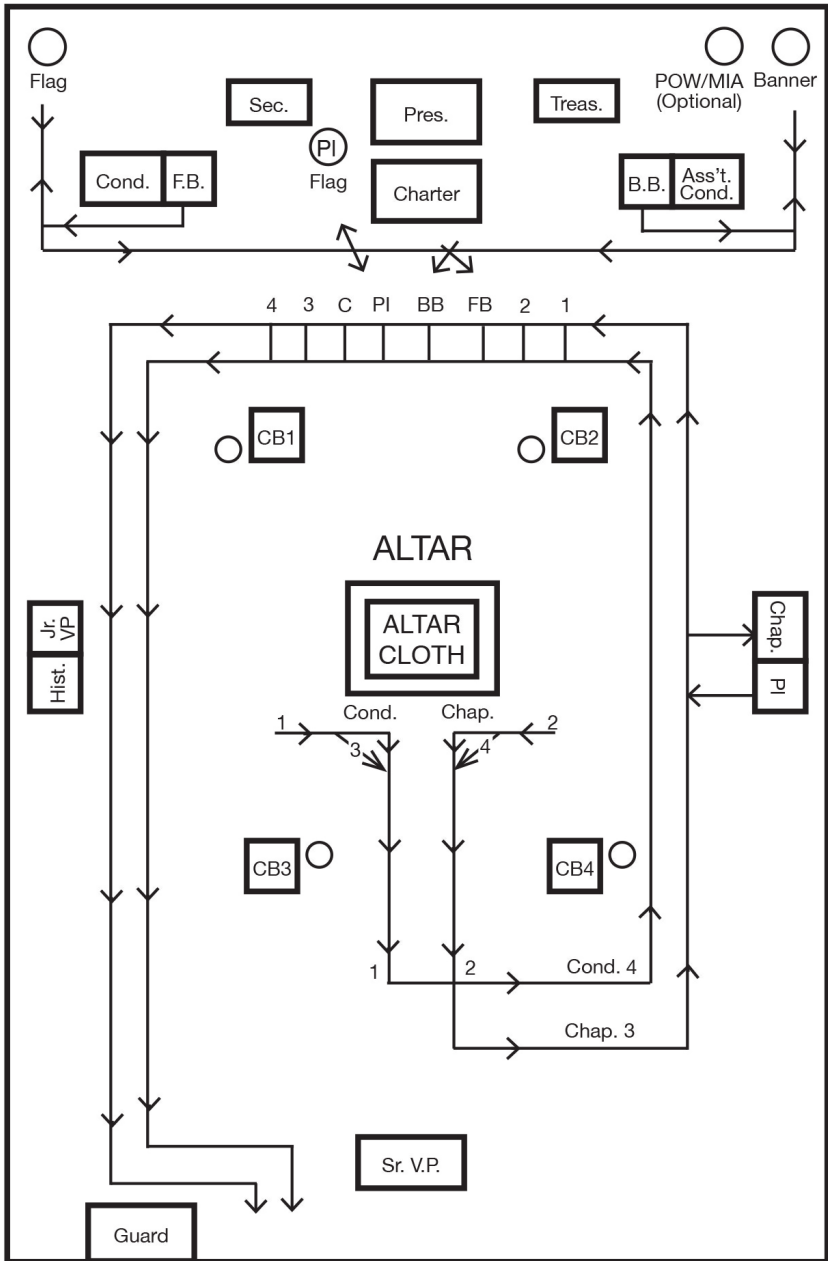 Flag
POW/MIA
(Optional)
Banner
Sec.
Pres.
Treas.
PI
Flag
Charter
Cond.
F.B.
B.B.
Ass't.
Cond.
4 3 C PI BB FB 2 1
CB1
CB2
ALTAR
ALTAR
CLOTH
Jr.
VP
Hist.
Chap.
PI
Cond.
Chap.
1
2
3
4
CB3
CB4
1
2
Cond. 4
Chap. 3
Sr. V.P.
Guard